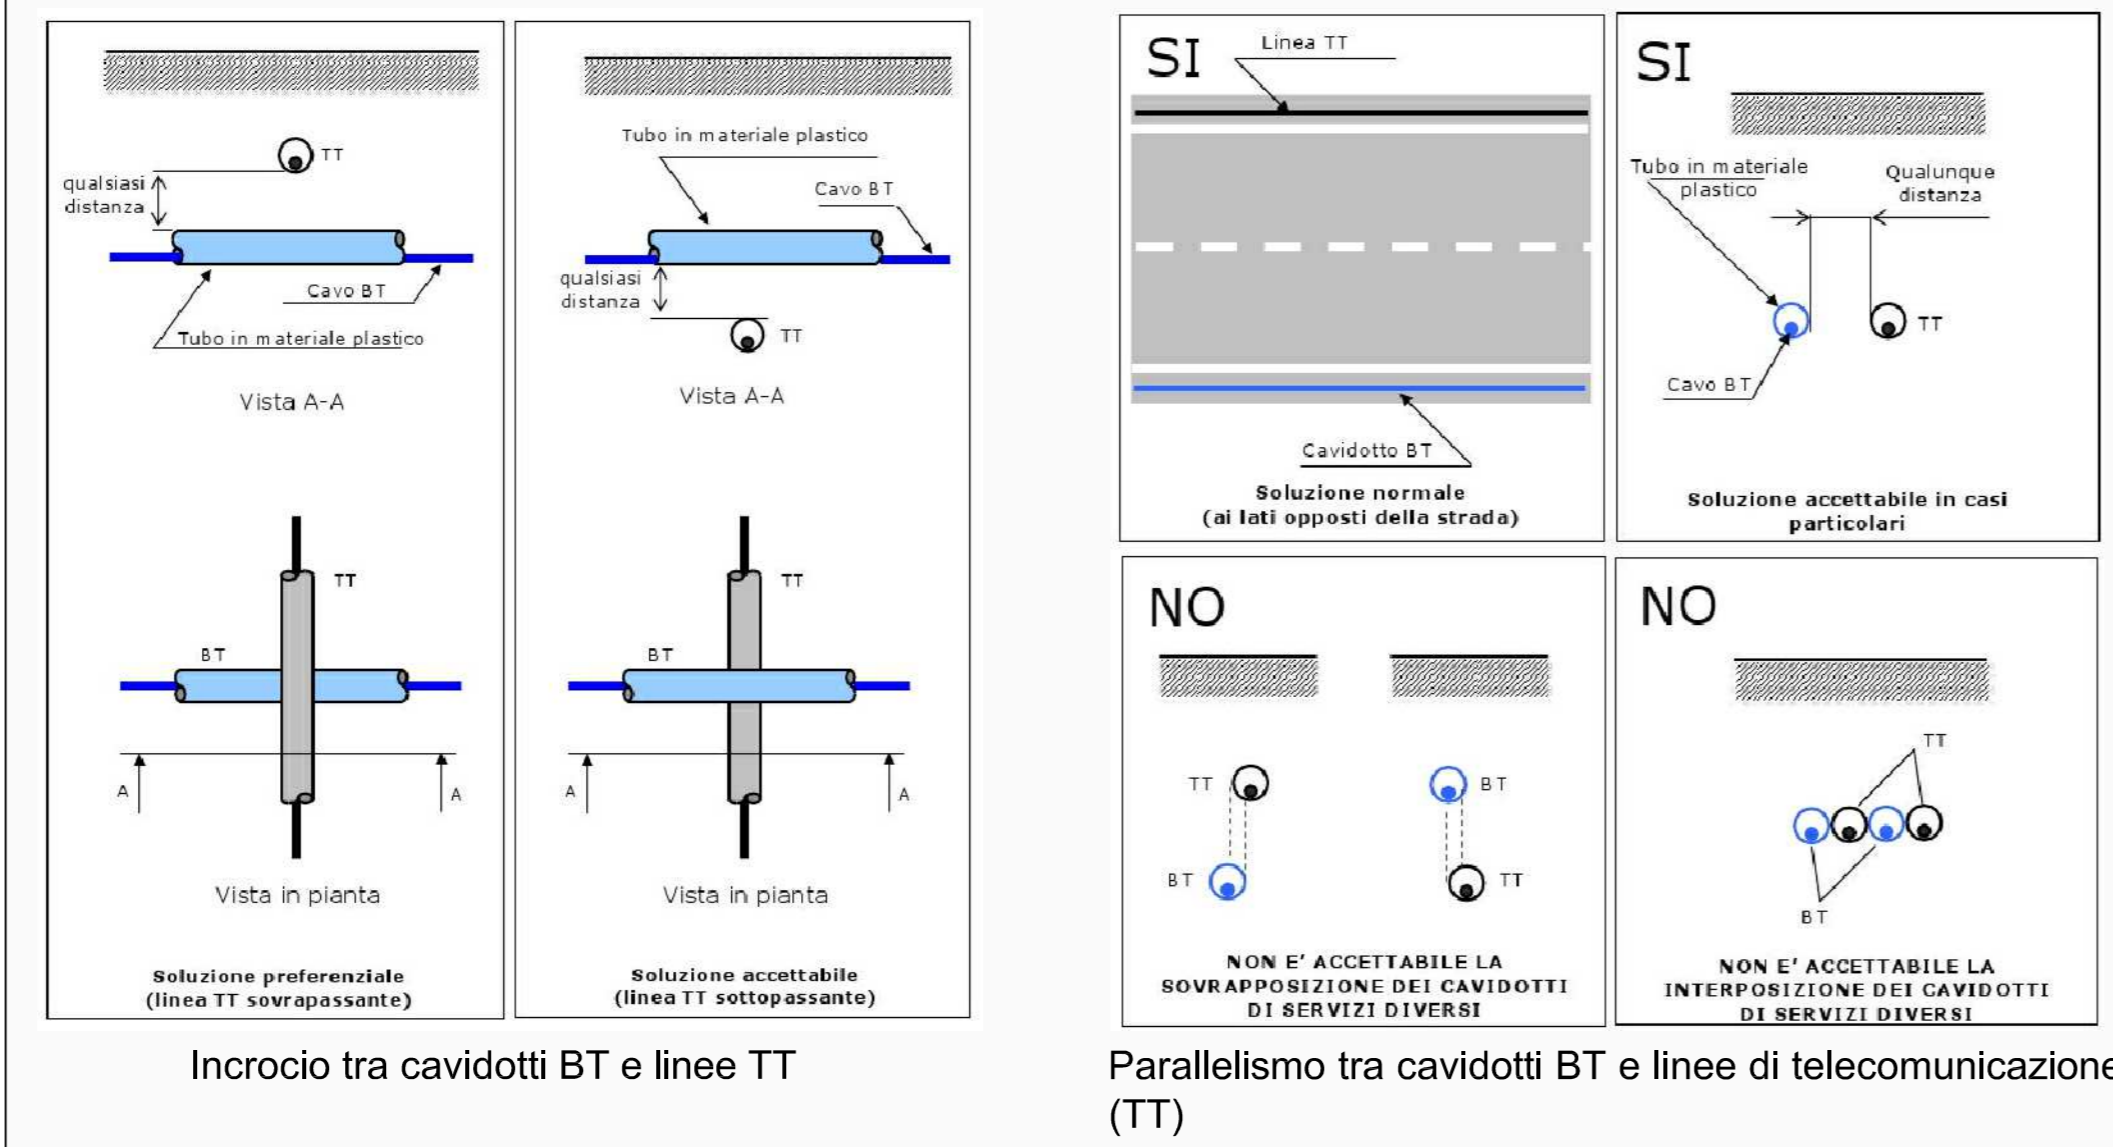 TT
qualsiasi
distanza
Cavo BT
Tubo in materiale plastico
Vista A-A
TT
BT
A
A
Vista in pianta
Soluzione preferenziale
(linea TT sovrapassante)
Tubo in materiale plastico
Cavo BT
qualsiasi
distanza
TT
Vista A-A
TT
BT
A
A
Vista in pianta
Soluzione accettabile
(linea TT sottopassante)
Incrocio tra cavidotti BT e linee TT
SI
Linea TT
Cavidotto BT
Soluzione normale
(ai lati opposti della strada)
SI
Tubo in materiale
plastico
Qualunque
distanza
TT
Cavo BT
Soluzione accettabile in casi
particolari
NO
TT
BT
BT
TT
NON E' ACCETTABILE LA
SOVRAPPOSIZIONE DEI CAVIDOTTI
DI SERVIZI DIVERSI
NO
TT
BT
NON E' ACCETTABILE LA
INTERPOSIZIONE DEI CAVIDOTTI
DI SERVIZI DIVERSI
Parallelismo tra cavidotti BT e linee di telecomunicazione
(TT)